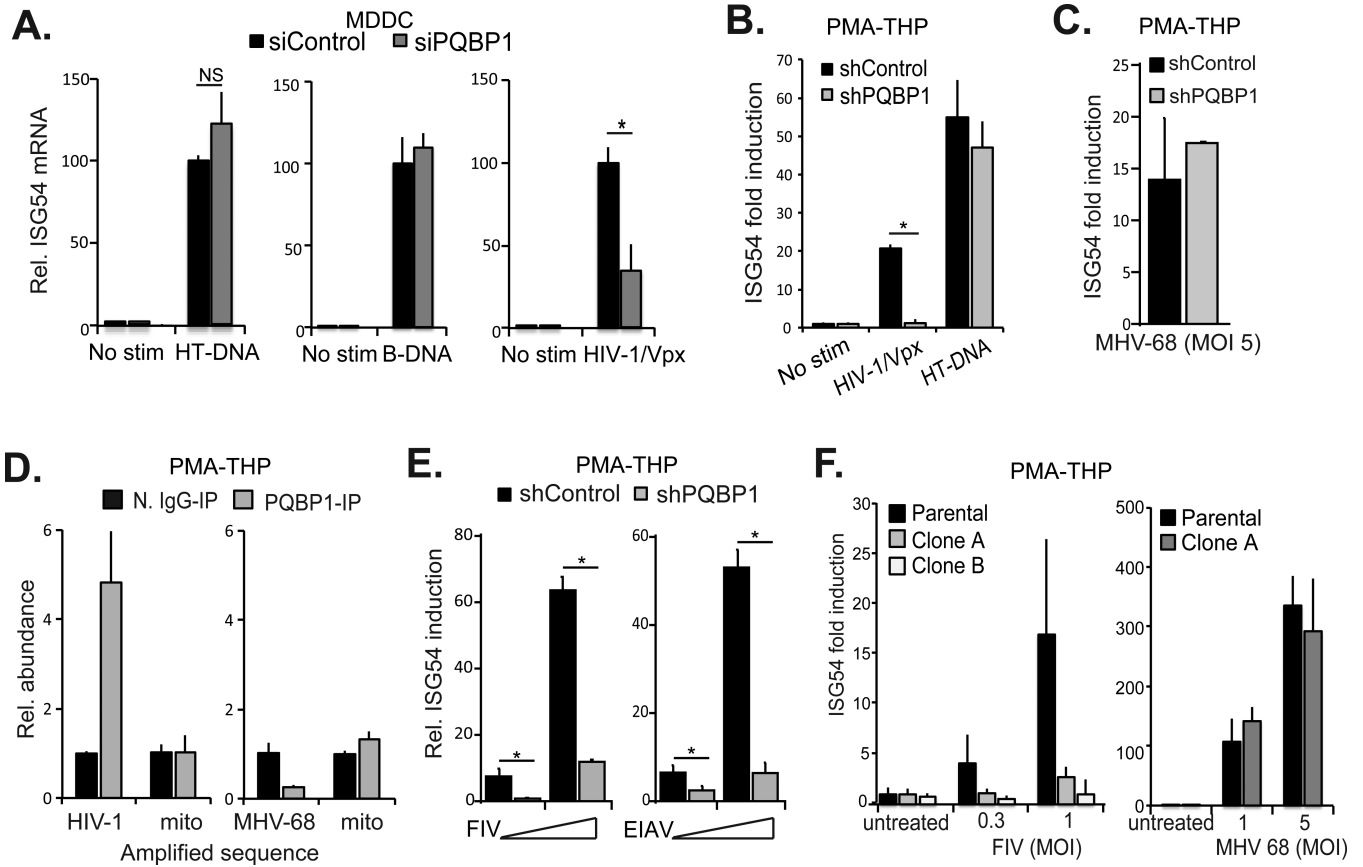 A.
MDDC
siControl siPQBP1
Rel. ISG54 mRNA
150
100
50
0
NS
No stim HT-DNA
150
100
50
0
No stim B-DNA
150
100
50
0
*
No stim HIV-1/Vpx
B.
PMA-THP
shControl
shPQBP1
ISG54 fold induction
70
60
50
40
30
20
10
0
*
No stim
HIV-1/Vpx
HT-DNA
C.
PMA-THP
shControl
shPQBP1
ISG54 fold induction
25
20
15
10
5
0
MHV-68 (MOI 5)
D.
PMA-THP
N. IgG-IP PQBP1-IP
Rel. abundance
6
4
2
0
HIV-1 mito
6
4
2
0
MHV-68 mito
Amplified sequence
E.
PMA-THP
shControl shPQBP1
Rel. ISG54 induction
80
60
40
20
0
*
*
FIV
60
40
20
0
*
*
EIAV
F.
PMA-THP
Parental
Clone A
Clone B
ISG54 fold induction
30
25
20
15
10
5
0
untreated 0.3 1
FIV (MOI)
Parental
Clone A
500
400
300
200
100
0
untreated 1 5
MHV 68 (MOI)